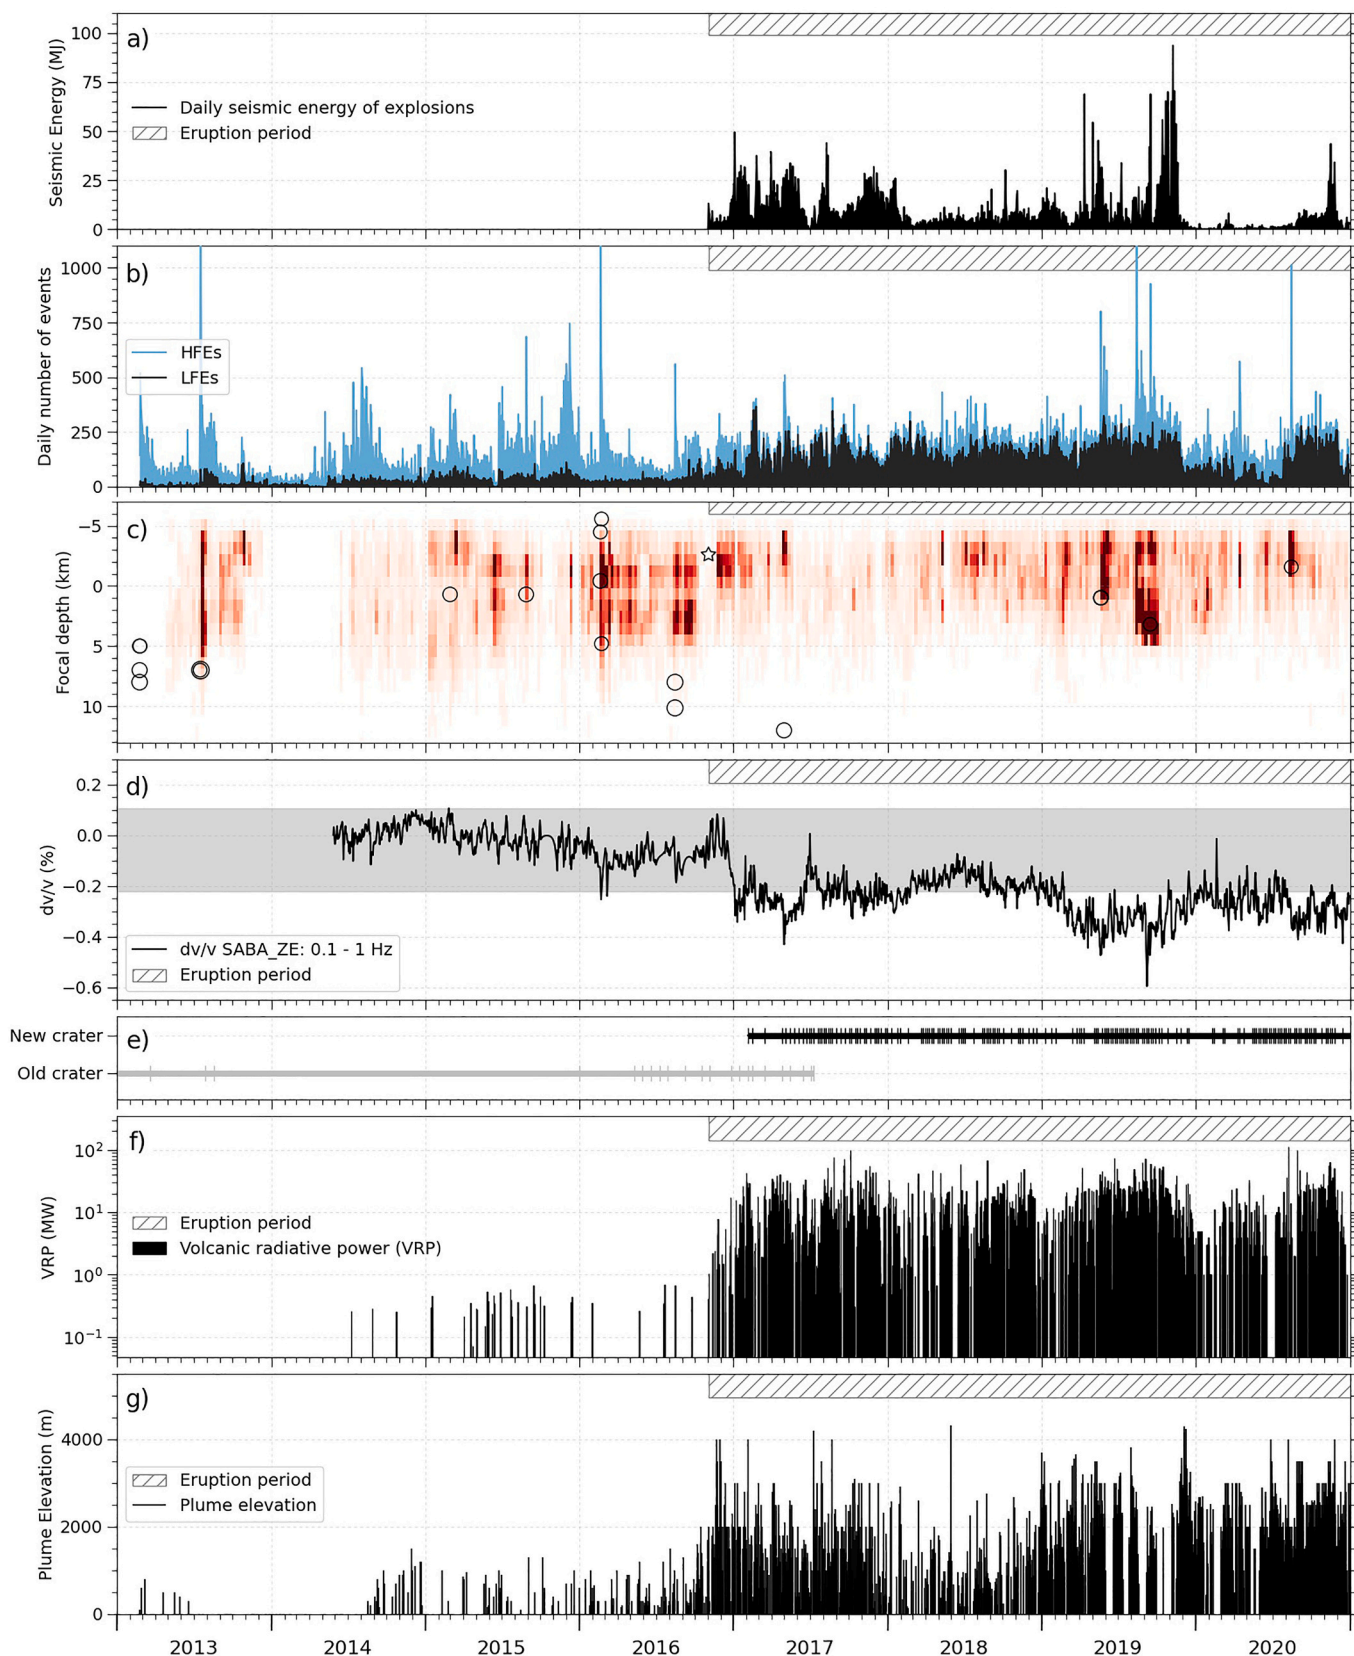 a)
Seismic Energy (MJ)
100
75
50
25
0
Daily seismic energy of explosions
Eruption period
b)
Daily number of events
1000
750
500
250
0
HFEs
LFEs
c)
Focal depth (km)
−5
0
5
10
d)
dv/v (%)
0.2
0.0
−0.2
−0.4
−0.6
dv/v SABA_ZE: 0.1 - 1 Hz
Eruption period
e)
New crater
Old crater
f)
VRP (MW)
10²
10¹
10⁰
10⁻¹
Eruption period
Volcanic radiative power (VRP)
g)
Plume Elevation (m)
4000
2000
0
Eruption period
Plume elevation
2013 2014 2015 2016 2017 2018 2019 2020